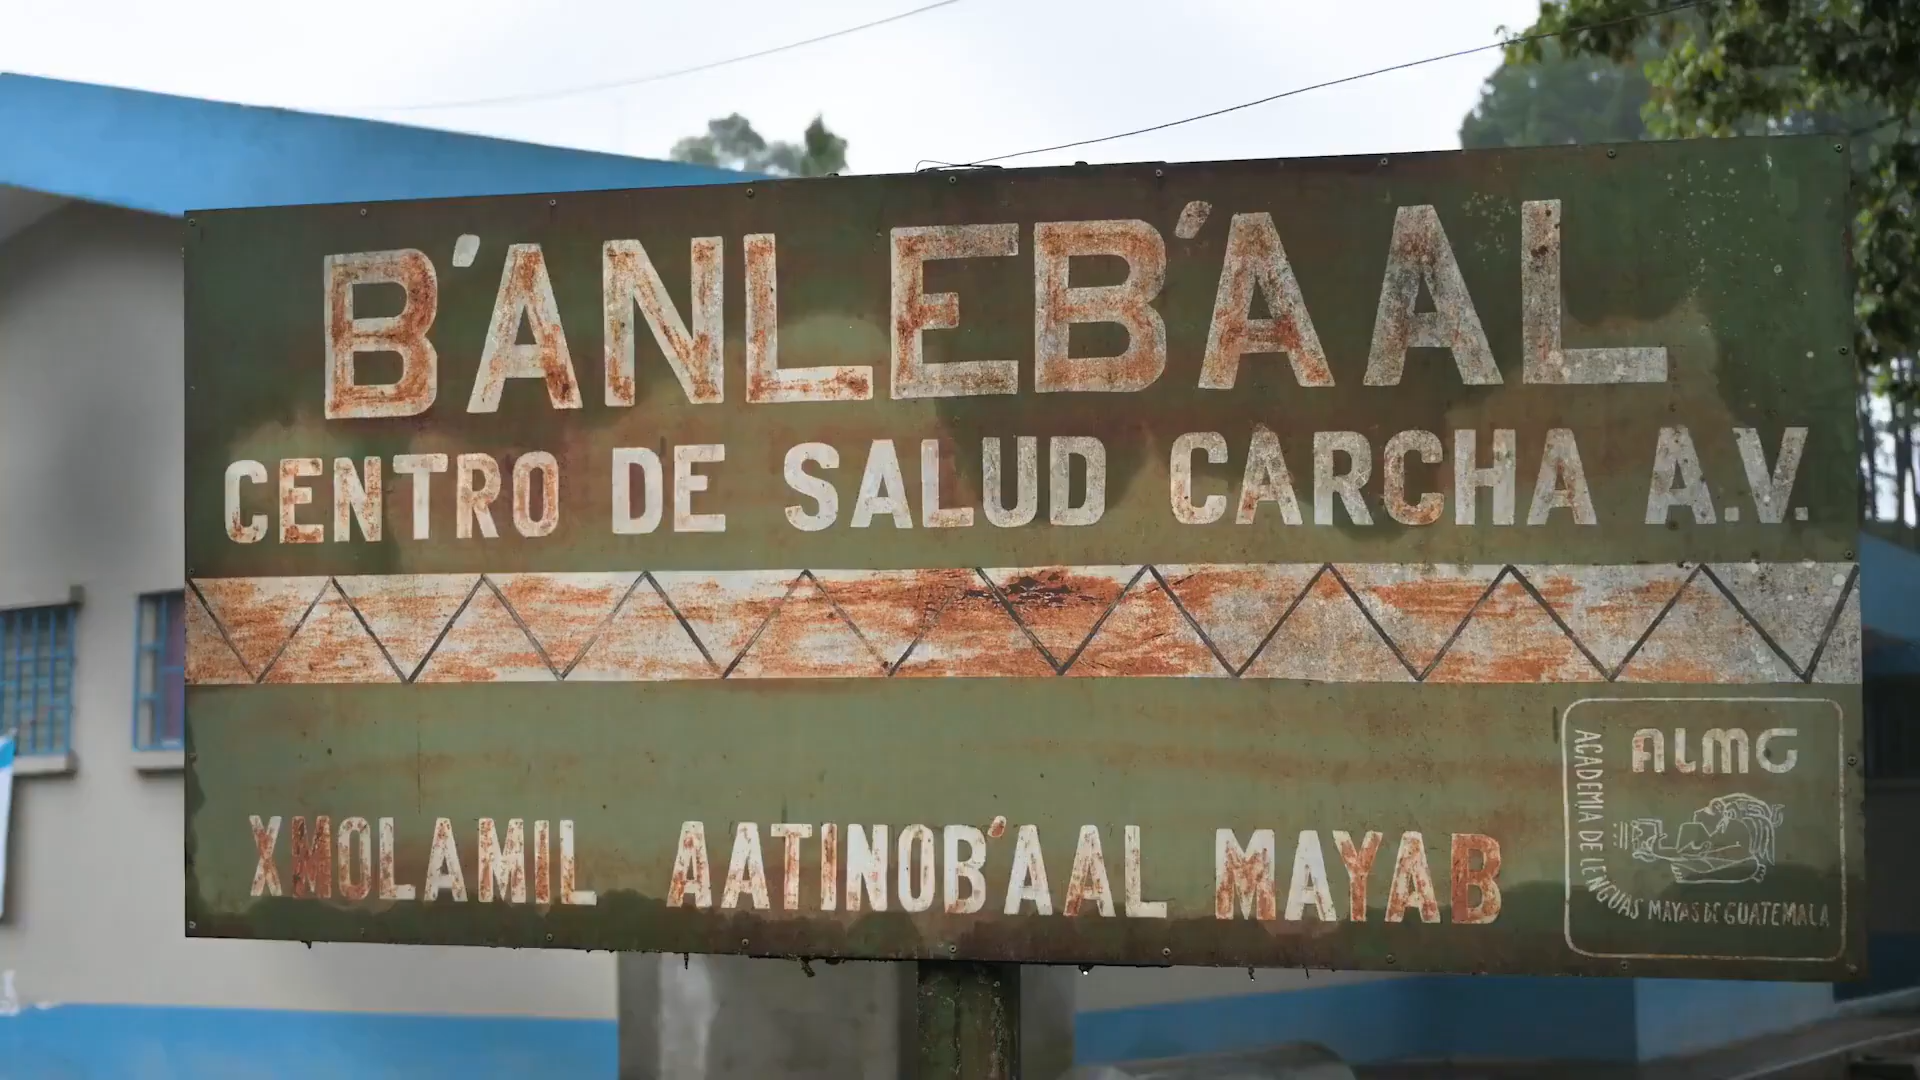 B'ANLEB'AAL
CENTRO DE SALUD CARCHA A.V.
XMOLAMIL AATINOB'AAL MAYAB
ALMG
ACADEMIA DE LENGUAS MAYAS DE GUATEMALA